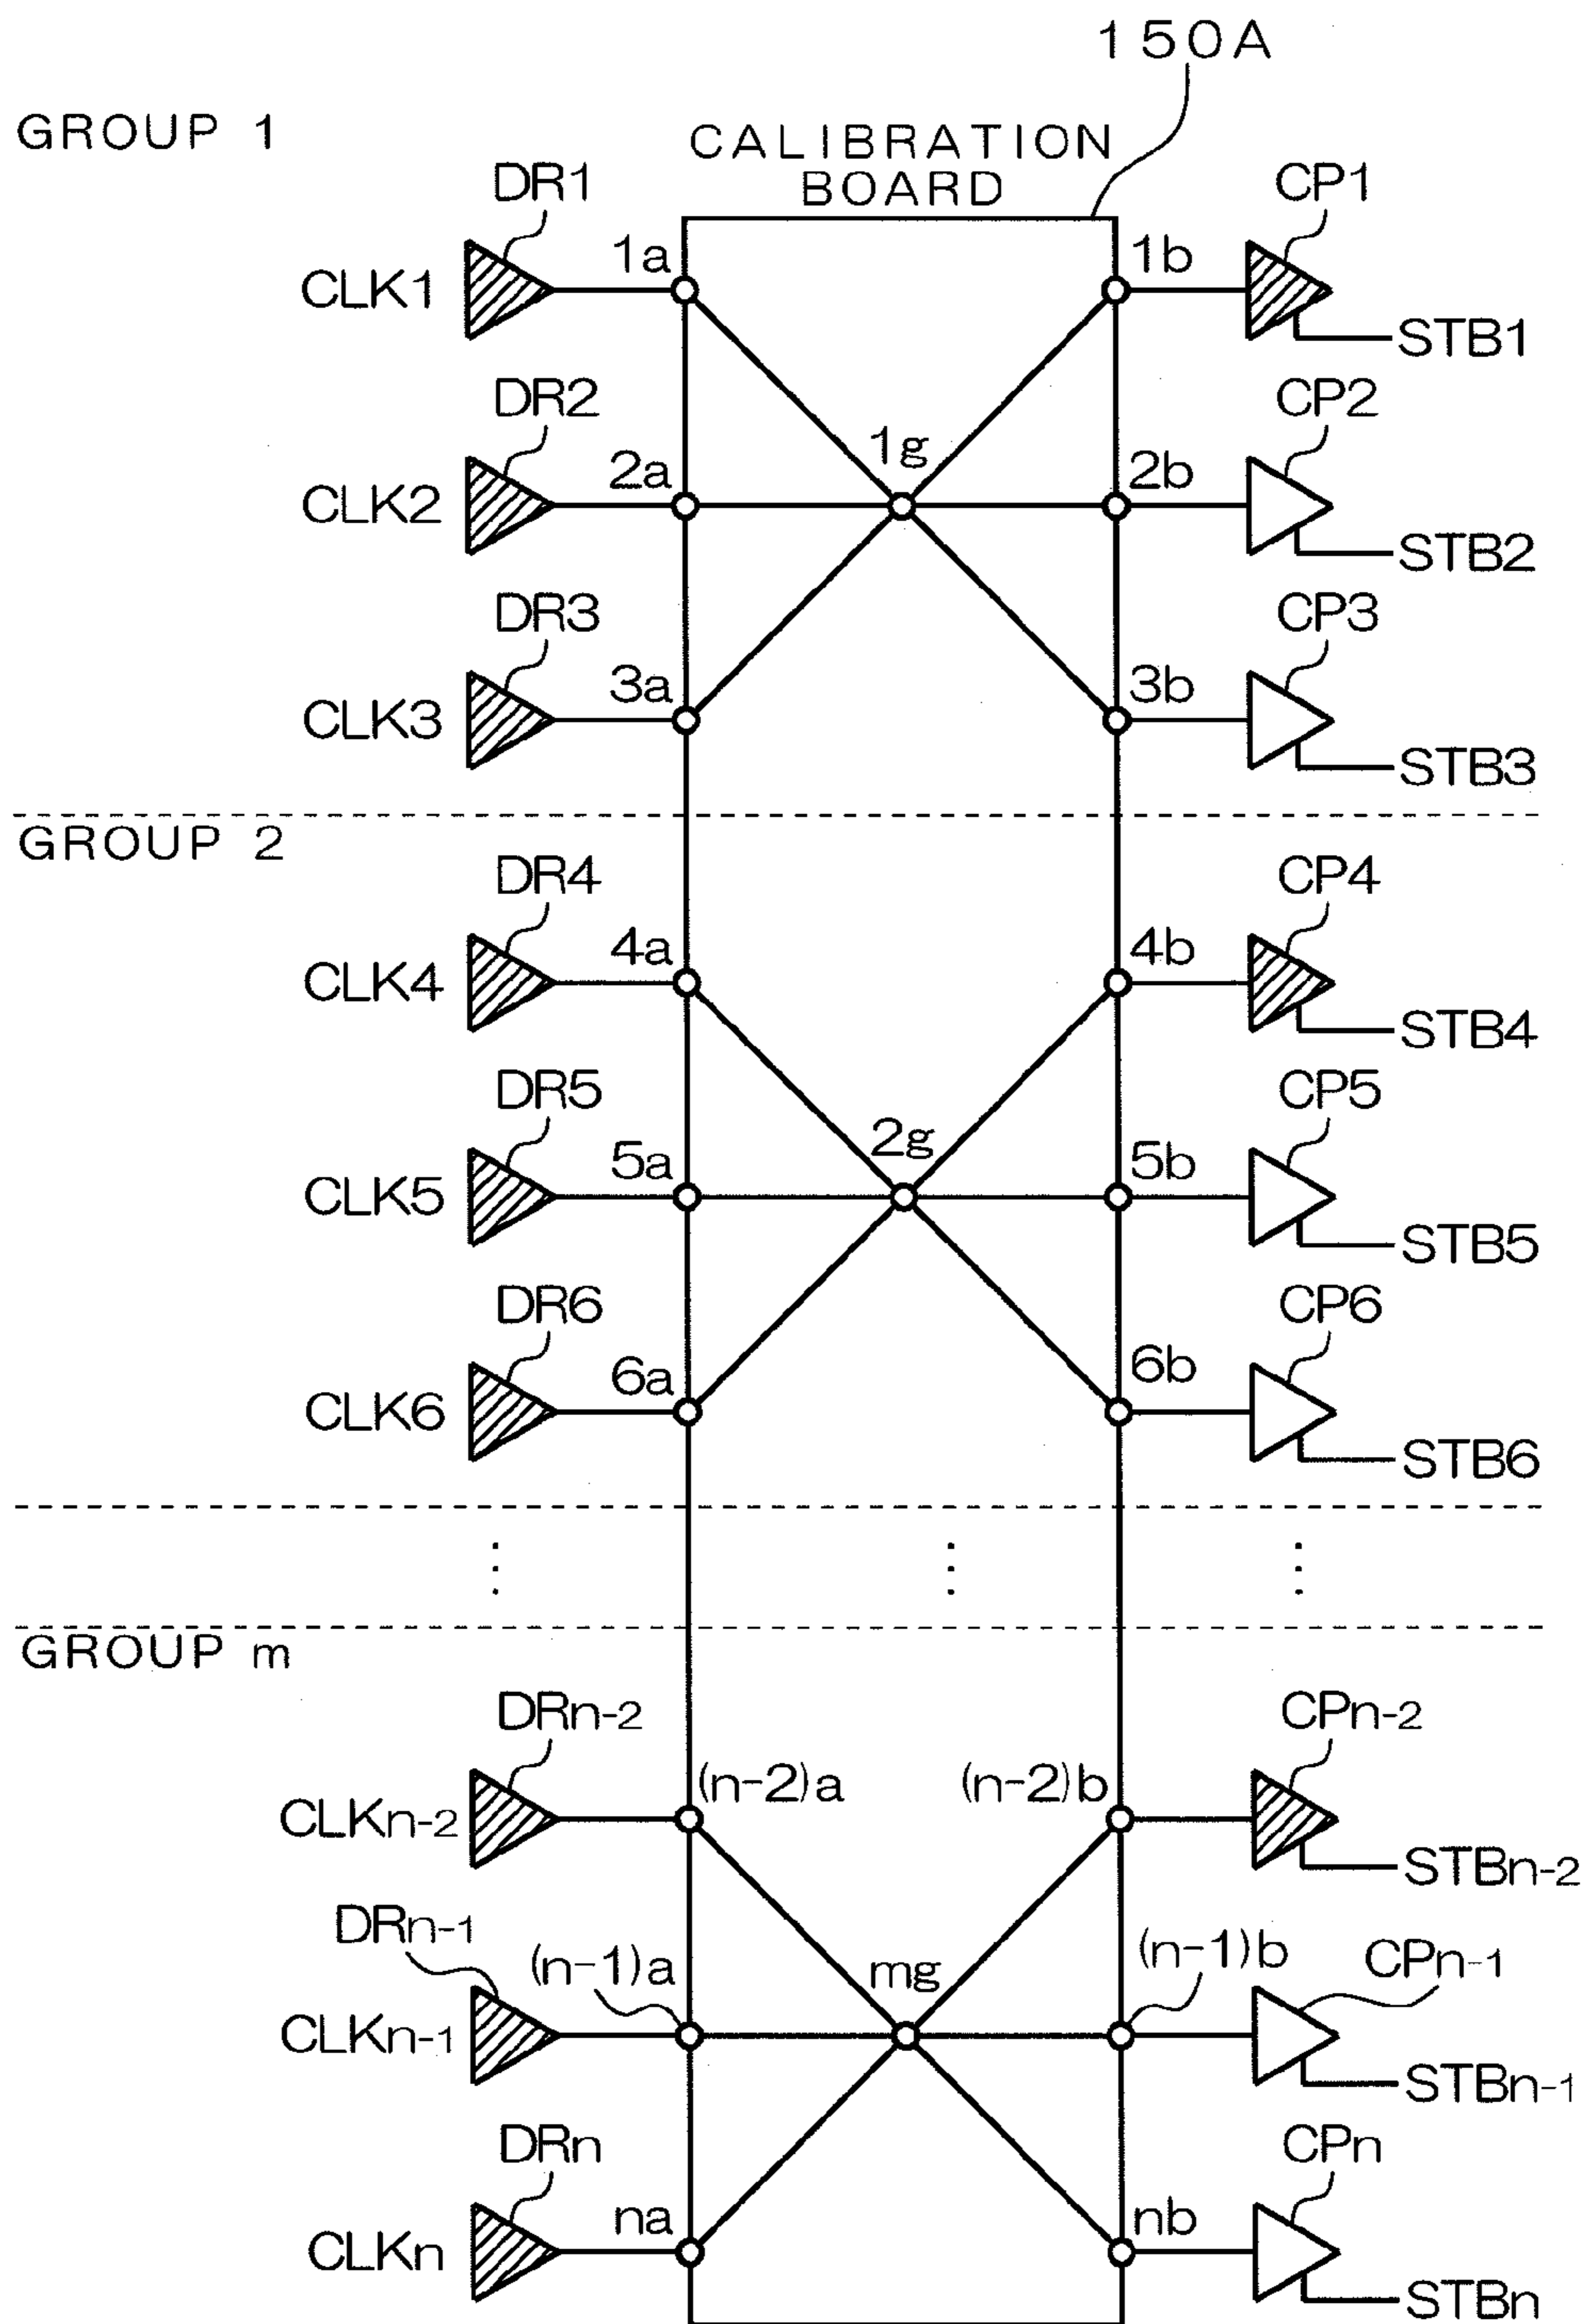 150A
GROUP 1
CALIBRATION
BOARD
DR1
CP1
1a
1b
CLK1
STB1
DR2
CP2
1g
2a
2b
CLK2
STB2
DR3
CP3
3a
3b
CLK3
STB3
GROUP 2
DR4
CP4
4a
4b
CLK4
STB4
DR5
CP5
2g
5a
5b
CLK5
STB5
DR6
CP6
6a
6b
CLK6
STB6
GROUP m
DRn-2
CPn-2
(n-2)a
(n-2)b
CLKn-2
STBn-2
DRn-1
(n-1)a
mg
(n-1)b
CPn-1
CLKn-1
STBn-1
DRn
CPn
na
nb
CLKn
STBn